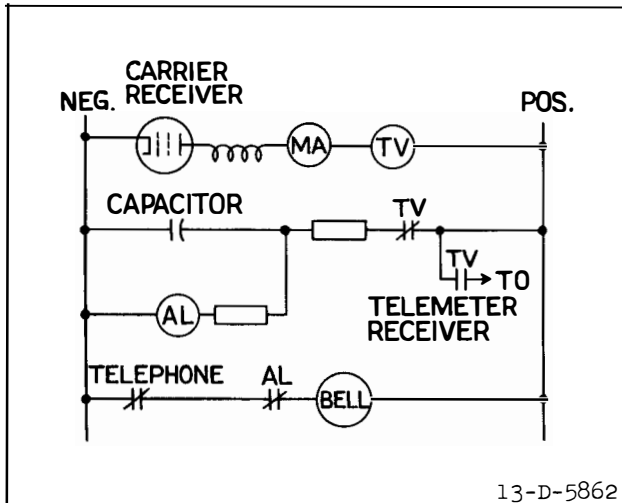 CARRIER
RECEIVER
NEG.
POS.
MA
TV
CAPACITOR
TV
TV
TO
TELEMETER
RECEIVER
AL
TELEPHONE
AL
BELL
13-D-5862